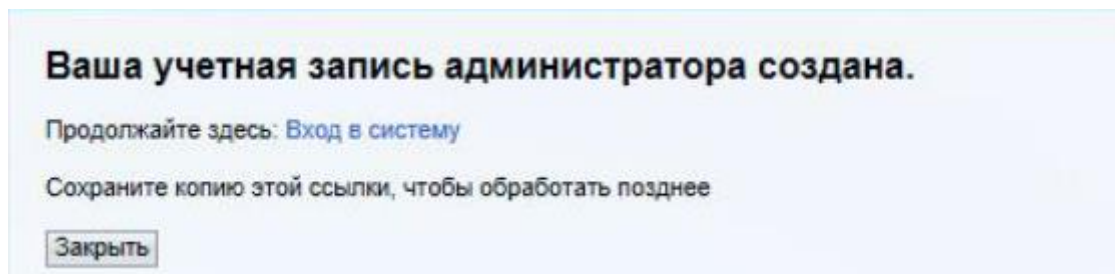 Ваша учетная запись администратора создана.
Продолжайте здесь: Вход в систему
Сохраните копию этой ссылки, чтобы обработать позднее
Закрыть